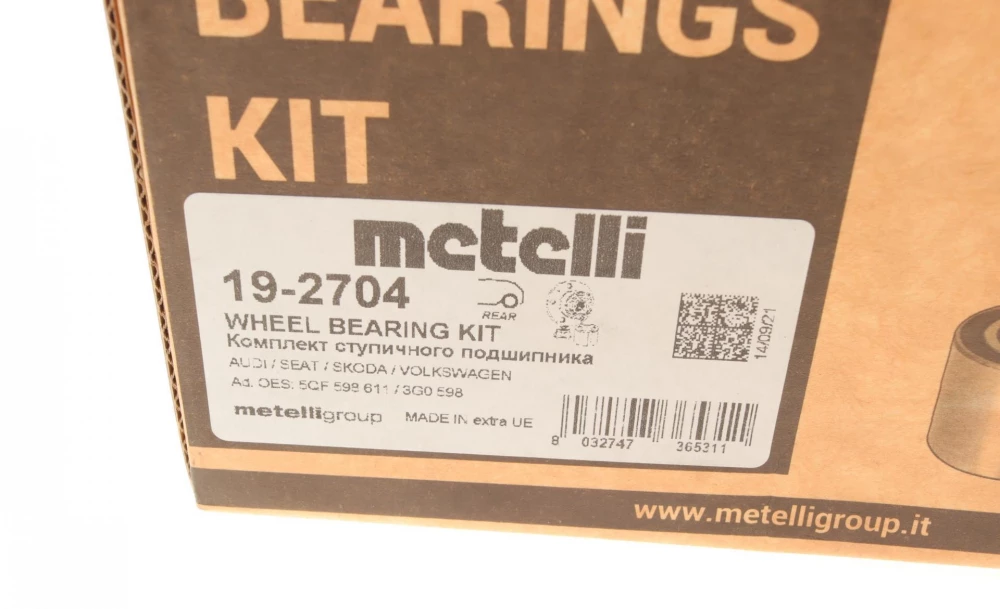 BEARINGS
KIT
metelli
19-2704
REAR
WHEEL BEARING KIT
Комплект ступичного подшипника
14/09/21
AUDI / SEAT / SKODA / VOLKSWAGEN
Ad. OES: 5QF 598 611 / 3G0 598
metelligroup MADE IN extra UE
8 032747 365311
www.metelligroup.it